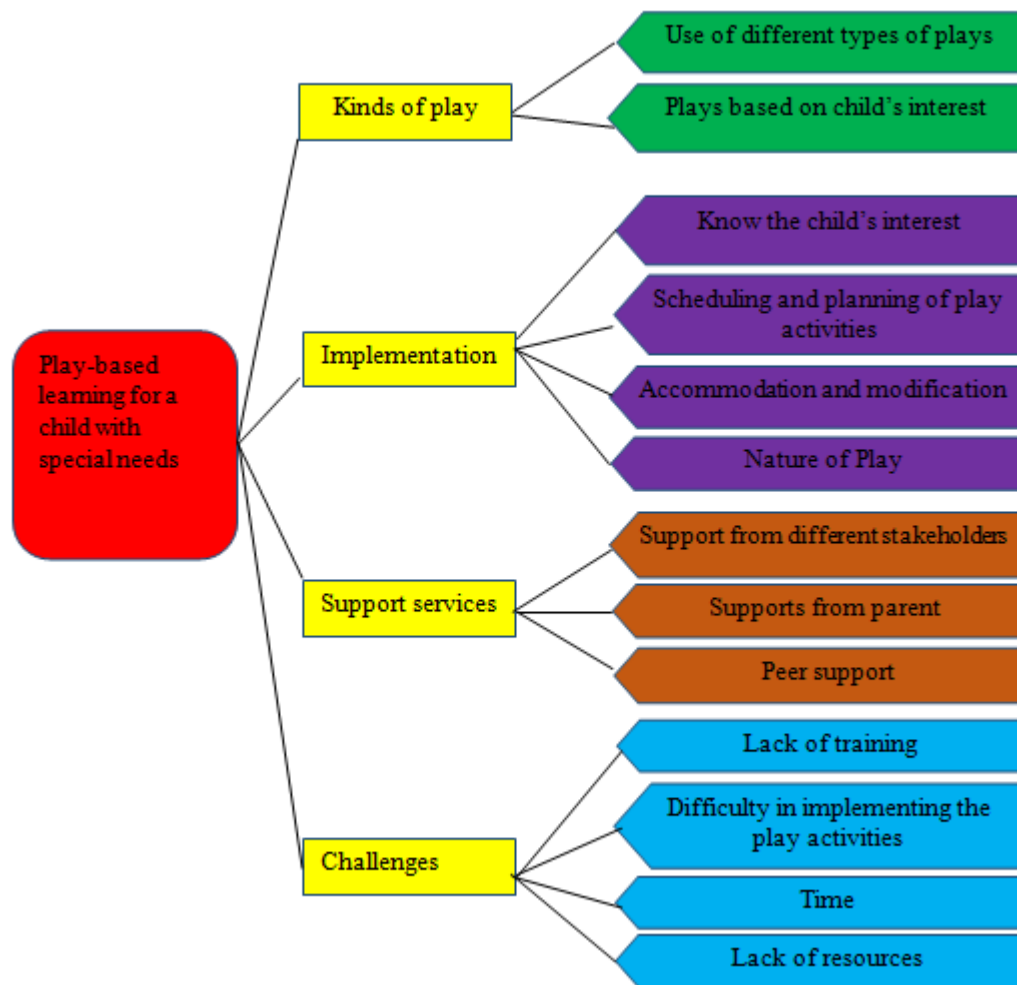 Play-based
learning for a
child with
special needs
Kinds of play
Use of different types of plays
Plays based on child's interest
Implementation
Know the child's interest
Scheduling and planning of play
activities
Accommodation and modification
Nature of Play
Support services
Support from different stakeholders
Supports from parent
Peer support
Challenges
Lack of training
Difficulty in implementing the
play activities
Time
Lack of resources